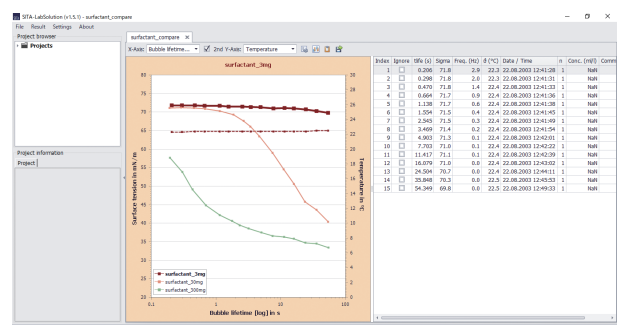 SITA-LabSolution (v1.5.1) - surfactant_compare
File Result Settings About
Project browser
Projects
Project information
Project
surfactant_compare ×
X-Axis: Bubble lifetime... 2nd Y-Axis: Temperature
surfactant_3mg
Surface tension in mN/m
80
75
70
65
60
55
50
45
40
35
30
25
20
Temperature in °C
30
28
26
24
22
20
18
16
14
12
10
8
6
4
2
0
0.1 1 10 100
Bubble lifetime [log] in s
surfactant_3mg
surfactant_30mg
surfactant_300mg
Index Ignore tlife (s) Sigma Freq. (Hz) ϑ (°C) Date / Time n Conc. (ml/l) Comm
1 0.206 71.8 2.9 22.3 22.08.2003 12:41:28 1 NaN
2 0.298 71.8 2.0 22.3 22.08.2003 12:41:31 1 NaN
3 0.470 71.8 1.4 22.4 22.08.2003 12:41:33 1 NaN
4 0.664 71.7 0.9 22.4 22.08.2003 12:41:36 1 NaN
5 1.138 71.7 0.6 22.4 22.08.2003 12:41:38 1 NaN
6 1.554 71.5 0.4 22.4 22.08.2003 12:41:45 1 NaN
7 2.545 71.5 0.3 22.4 22.08.2003 12:41:49 1 NaN
8 3.469 71.4 0.2 22.4 22.08.2003 12:41:54 1 NaN
9 4.903 71.3 0.1 22.4 22.08.2003 12:42:01 1 NaN
10 7.703 71.0 0.1 22.4 22.08.2003 12:42:22 1 NaN
11 11.417 71.1 0.1 22.4 22.08.2003 12:42:39 1 NaN
12 16.079 71.0 0.0 22.4 22.08.2003 12:43:02 1 NaN
13 24.504 70.7 0.0 22.4 22.08.2003 12:44:11 1 NaN
14 35.848 70.3 0.0 22.5 22.08.2003 12:45:53 1 NaN
15 54.349 69.8 0.0 22.5 22.08.2003 12:49:33 1 NaN